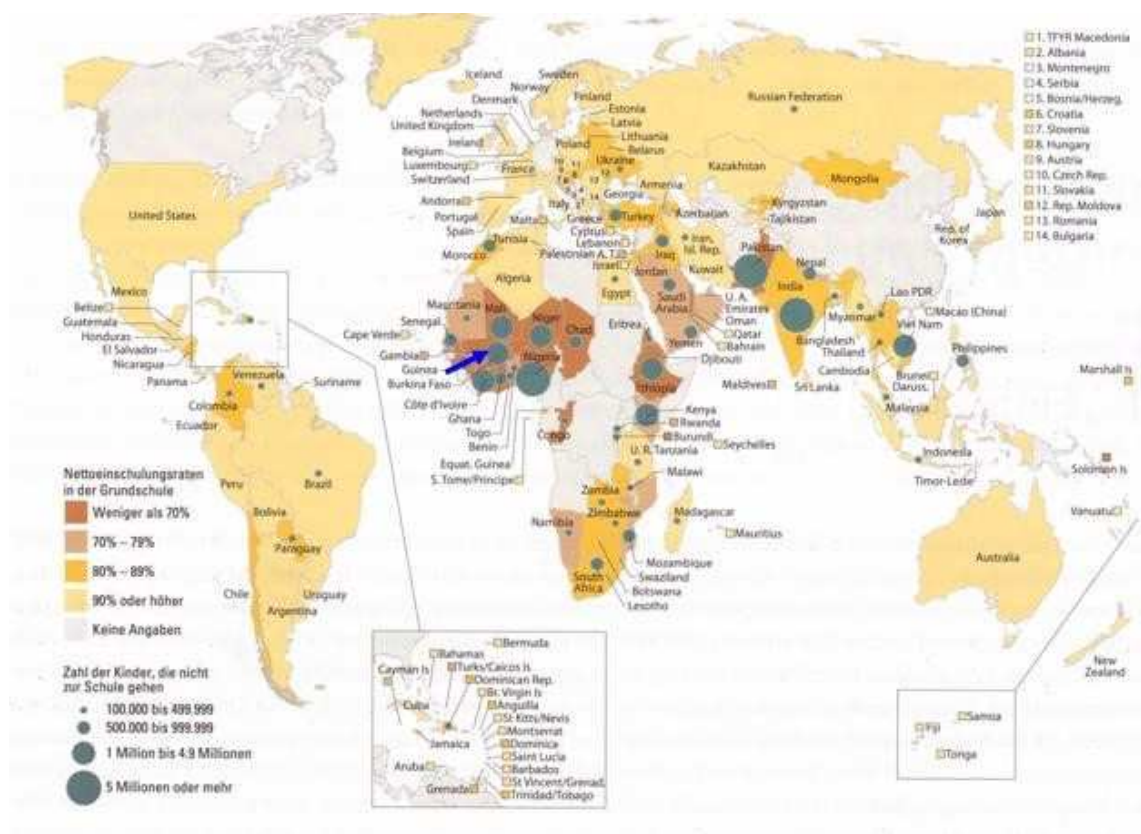 Iceland
Sweden
Norway
Finland
Denmark
Estonia
Netherlands
Latvia
United Kingdom
Lithuania
Ireland
Poland
Belarus
Belgium
Ukraine
Luxembourg
France
Switzerland
Andorra
Italy
Georgia
Armenia
Portugal
Spain
Malta
Greece
Turkey
Azerbaijan
Cyprus
Lebanon
Tunisia
Palestonian A. T.
Iraq
Iran,
Isl. Rep.
Morocco
Israel
Jordan
Kuwait
Algeria
Egypt
Saudi
Arabia
U. A.
Emirates
Oman
Qatar
Bahrain
Yemen
Djibouti
Russian Federation
Kazakhstan
Mongolia
Kyrgyzstan
Tajikistan
Japan
Rep. of
Korea
Pakistan
Nepal
India
Lao PDR
Myanmar
Macao (China)
Viet Nam
Bangladesh
Thailand
Philippines
Cambodia
Brunei
Daruss.
Maldives
Sri Lanka
Malaysia
Marshall Is
Indonesia
Timor-Leste
Solomon Is
Vanuatu
Australia
New
Zealand
United States
Mexico
Belize
Guatemala
Honduras
El Salvador
Nicaragua
Panama
Venezuela
Suriname
Colombia
Ecuador
Peru
Brazil
Bolivia
Paraguay
Chile
Uruguay
Argentina
Mauritania
Mali
Niger
Chad
Eritrea
Senegal
Cape Verde
Gambia
Guinea
Nigeria
Ethiopia
Burkina Faso
Côte d'Ivoire
Ghana
Togo
Benin
Congo
Equat. Guinea
S. Tome/Principe
Kenya
Rwanda
Burundi
Seychelles
U. R. Tanzania
Malawi
Zambia
Zimbabwe
Madagascar
Mauritius
Namibia
Mozambique
Swaziland
Botswana
Lesotho
South
Africa
1. TFYR Macedonia
2. Albania
3. Montenegro
4. Serbia
5. Bosnia/Herzeg.
6. Croatia
7. Slovenia
8. Hungary
9. Austria
10. Czech Rep.
11. Slovakia
12. Rep. Moldova
13. Romania
14. Bulgaria
Nettoeinschulungsraten
in der Grundschule
Weniger als 70%
70% – 79%
80% – 89%
90% oder höher
Keine Angaben
Zahl der Kinder, die nicht
zur Schule gehen
100.000 bis 499.999
500.000 bis 999.999
1 Million bis 4.9 Millionen
5 Millionen oder mehr
Bermuda
Bahamas
Cayman Is
Turks/Caicos Is
Dominican Rep.
Br. Virgin Is
Cuba
Anguilla
St Kitts/Nevis
Montserrat
Jamaica
Dominica
Saint Lucia
Aruba
Barbados
St Vincent/Grenad.
Grenada
Trinidad/Tobago
Samoa
Fiji
Tonga